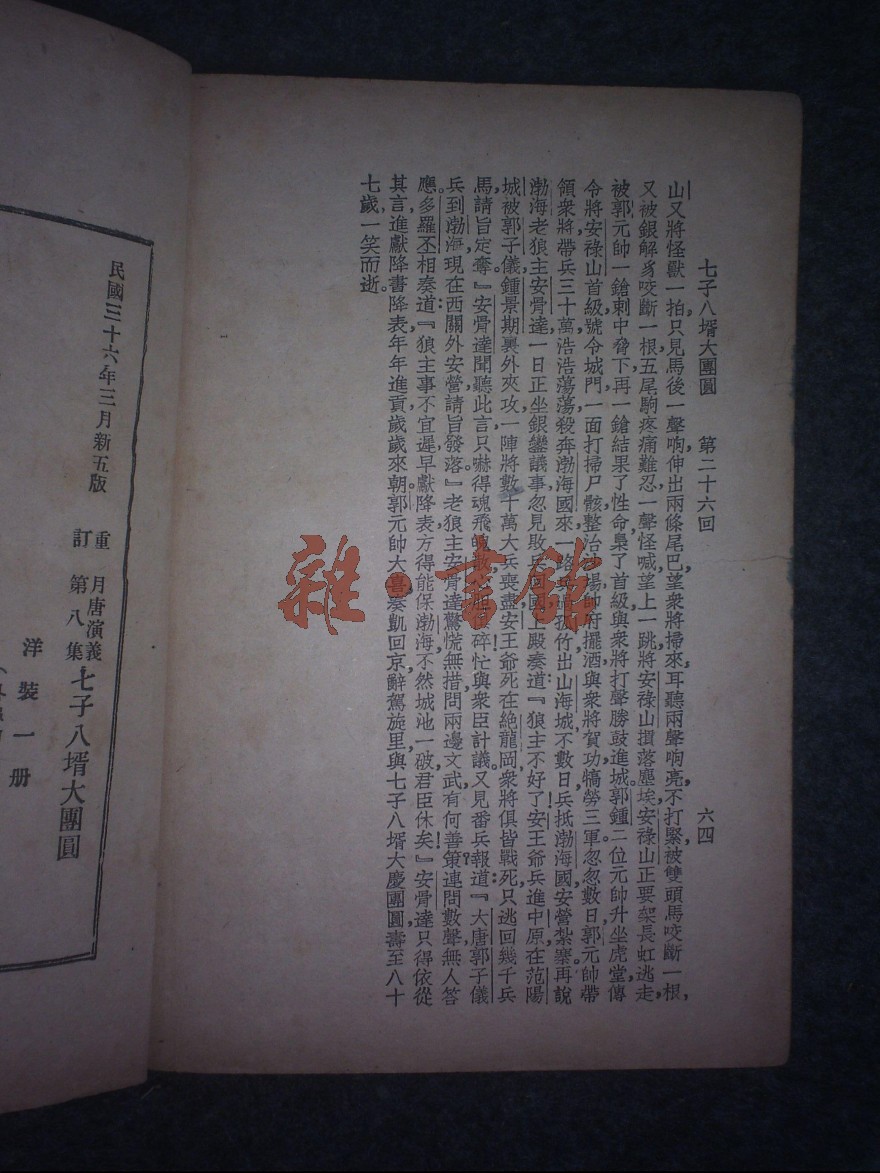 七子八壻大團圓　第二十六回　六四
山,又將怪獸一拍,只見馬後一聲响,伸出兩條尾巴,望衆將掃來,耳聽兩聲响亮,不打緊,被雙頭馬咬斷一根,
又被銀解豸咬斷一根,五尾駒疼痛難忍,一聲怪喊,望上一跳,將安祿山摜落塵埃。安祿山正要架長虹逃走,
被郭元帥一鎗刺中脅下,再一鎗結果了性命,梟了首級,與衆將打聲勝鼓進城。郭鍾二位元帥升坐虎堂,傳
令將安祿山首級號令城門,一面打掃尸骸,整治
擺酒與衆將賀功,犒勞三軍。忽忽數日,郭元帥帶
領衆將帶兵三十萬,浩浩蕩蕩,殺奔渤海國來,一路
竹,出山海城,不數日,兵抵渤海國,安營紮寨。再說
渤海老狼主安骨達,一日正坐銀鑾議事,忽見敗兵回國,上殿奏道:『狼主不好了!安王爺兵進中原,在范陽
城被郭子儀鍾景期裏外夾攻,一陣將數十萬大兵喪盡,安王爺死在絶龍岡,衆將俱皆戰死,只逃回幾千兵
馬,請旨定奪。』安骨達聞聽此言,只嚇得魂飛魄散,心胆俱碎,忙與衆臣計議。又見番兵報道:『大唐郭子儀
兵到渤海,現在西關外安營,請旨發落。』老狼主安骨達驚慌無措,問兩邊文武有何善策?連問數聲,無人答
應。多羅丕相奏道:『狼主事不宜遲,早獻降表,方得能保渤海,不然城池一破,君臣休矣!』安骨達只得依從
其言,進獻降書降表,年年進貢,歲歲來朝。郭元帥大喜,奏凱回京,辭駕旋里,與七子八壻大慶團圓,壽至八十
七歲,一笑而逝。
民國三十六年三月新五版
重訂　月唐演義第八集　七子八壻大團圓
洋裝一册